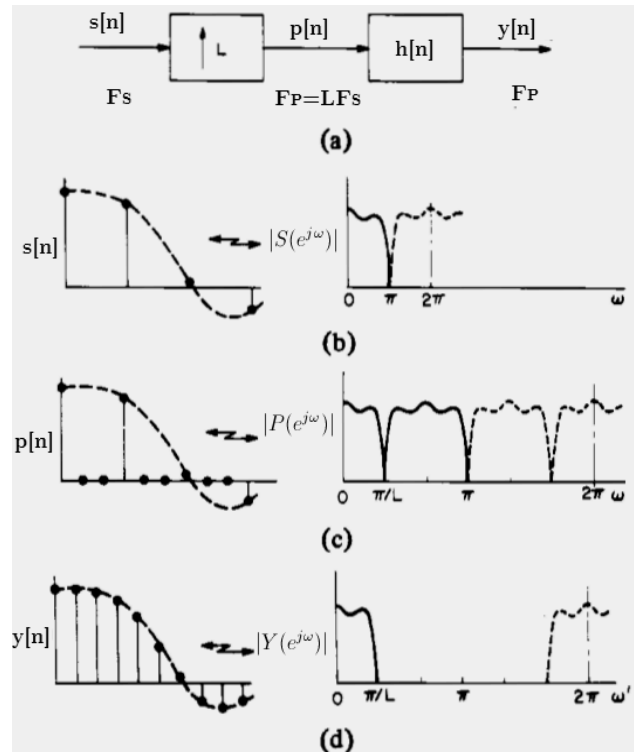 s[n] L p[n] h[n] y[n]
Fs FP=LFs FP
(a)
s[n] |S(e^{jω})| 0 π 2π ω
(b)
p[n] |P(e^{jω})| 0 π/L π 2π ω
(c)
y[n] |Y(e^{jω})| 0 π/L π 2π ω'
(d)